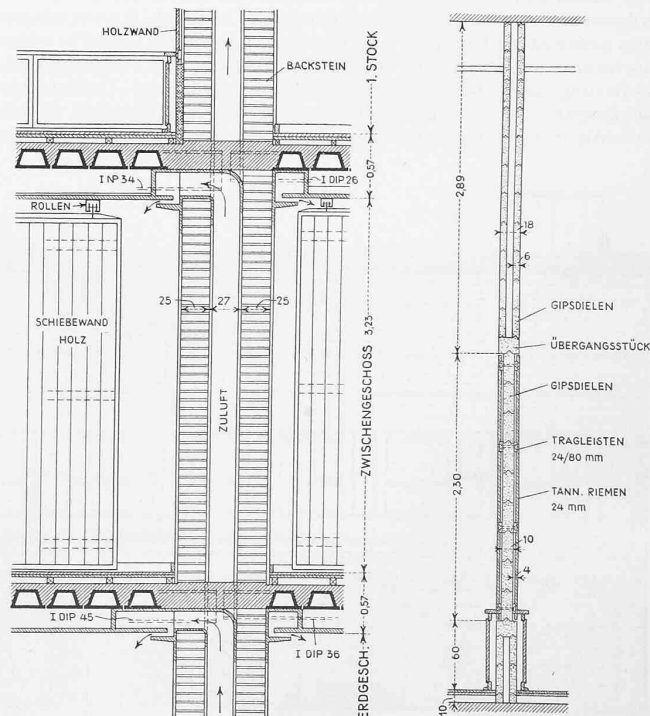 HOLZWAND
BACKSTEIN
1. STOCK
0,57
I NP 34
I DIP 26
ROLLEN
25
27
25
SCHIEBEWAND
HOLZ
ZULUFT
ZWISCHENGESCHOSS
3,23
I DIP 45
I DIP 36
0,57
ERDGESCH.
2,89
18
6
GIPSDIELEN
ÜBERGANGSSTÜCK
GIPSDIELEN
TRAGLEISTEN
24/80 mm
TANN. RIEMEN
24 mm
2,30
10
4
60
10